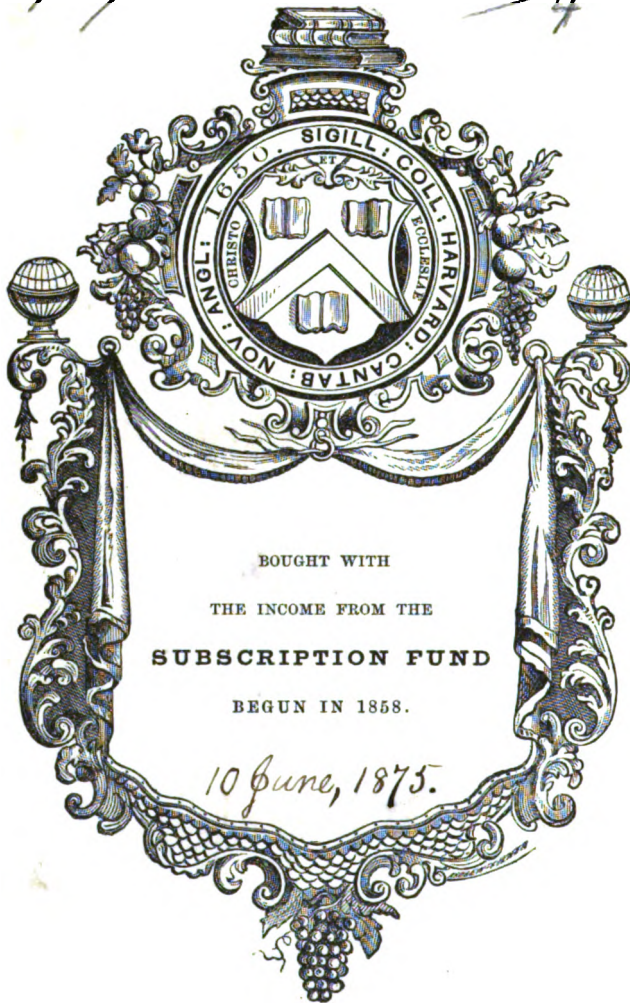 SIGILL: COLL: HARVARD: CANTAB: NOV: ANGL: 1650.
CHRISTO ET ECCLESIAE
BOUGHT WITH
THE INCOME FROM THE
SUBSCRIPTION FUND
BEGUN IN 1858.
10 June, 1875.